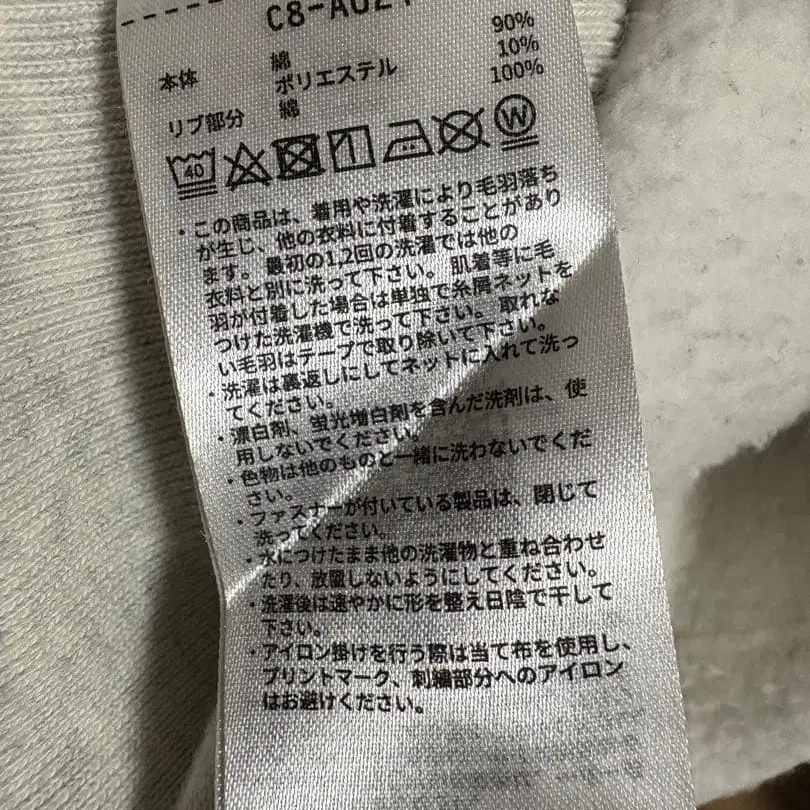 C8-A024
本体 綿 90%
ポリエステル 10%
リブ部分 綿 100%
40 W
・この商品は、着用や洗濯により毛羽落ち
が生じ、他の衣料に付着することがあり
ます。最初の1,2回の洗濯では他の
衣料と別に洗って下さい。肌着等に毛
羽が付着した場合は単独で糸屑ネットを
つけた洗濯機で洗って下さい。取れな
い毛羽はテープで取り除いて下さい。
・洗濯は裏返しにしてネットに入れて洗っ
てください。
・漂白剤、蛍光増白剤を含んだ洗剤は、使
用しないでください。
・色物は他のものと一緒に洗わないでくだ
さい。
・ファスナーが付いている製品は、閉じて
洗ってください。
・水につけたまま他の洗濯物と重ね合わせ
たり、放置しないようにしてください。
・洗濯後は速やかに形を整え日陰で干して
下さい。
・アイロン掛けを行う際は当て布を使用し、
プリントマーク、刺繍部分へのアイロン
はお避けください。